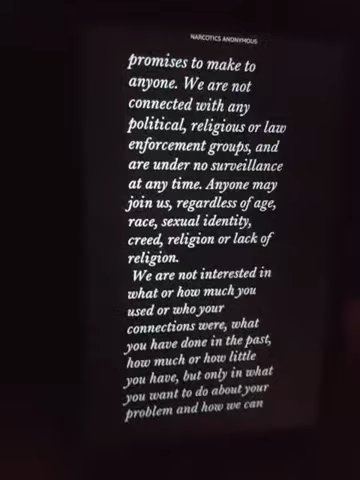 NARCOTICS ANONYMOUS
promises to make to
anyone. We are not
connected with any
political, religious or law
enforcement groups, and
are under no surveillance
at any time. Anyone may
join us, regardless of age,
race, sexual identity,
creed, religion or lack of
religion.
We are not interested in
what or how much you
used or who your
connections were, what
you have done in the past,
how much or how little
you have, but only in what
you want to do about your
problem and how we can